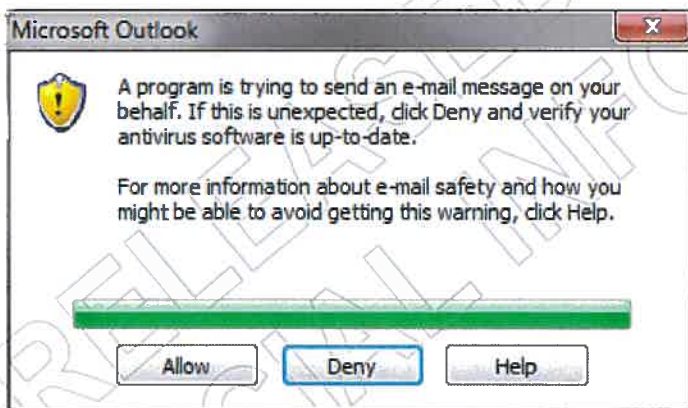 Microsoft Outlook
A program is trying to send an e-mail message on your
behalf. If this is unexpected, click Deny and verify your
antivirus software is up-to-date.
For more information about e-mail safety and how you
might be able to avoid getting this warning, click Help.
Allow
Deny
Help